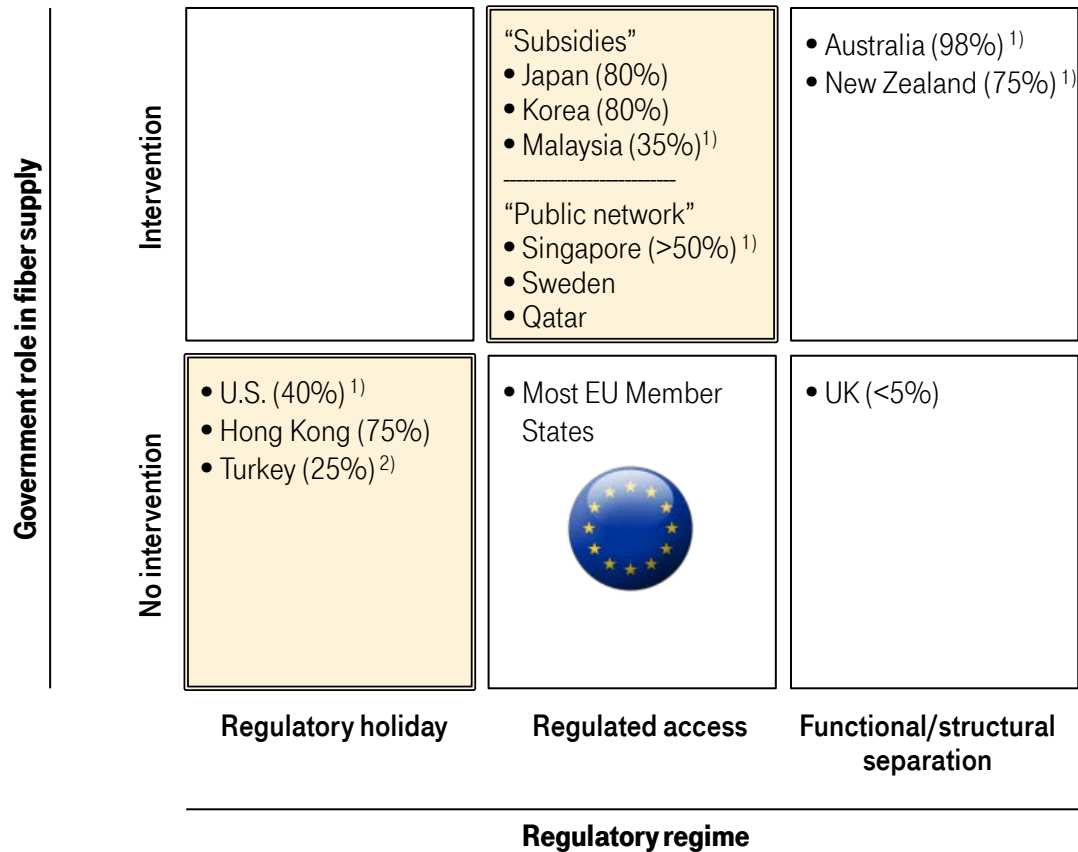 Government role in fiber supply
Intervention
“Subsidies”
• Japan (80%)
• Korea (80%)
• Malaysia (35%)1)
---------------------------
“Public network”
• Singapore (>50%) 1)
• Sweden
• Qatar
• Australia (98%) 1)
• New Zealand (75%) 1)
No intervention
• U.S. (40%) 1)
• Hong Kong (75%)
• Turkey (25%) 2)
• Most EU Member
States
• UK (<5%)
Regulatory holiday
Regulated access
Functional/structural
separation
Regulatory regime